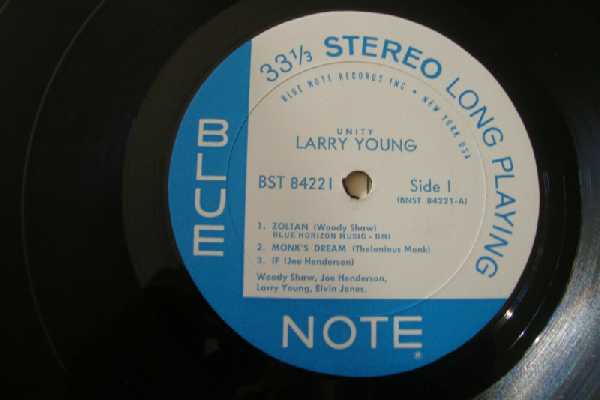 33⅓ STEREO LONG PLAYING
BLUE NOTE RECORDS INC • NEW YORK USA
UNITY
LARRY YOUNG
BST 84221
Side 1
(BNST 84221-A)
1. ZOLTAN (Woody Shaw)
BLUE HORIZON MUSIC - BMI
2. MONK'S DREAM (Thelonious Monk)
3. IF (Joe Henderson)
Woody Shaw, Joe Henderson,
Larry Young, Elvin Jones.
BLUE
NOTE®